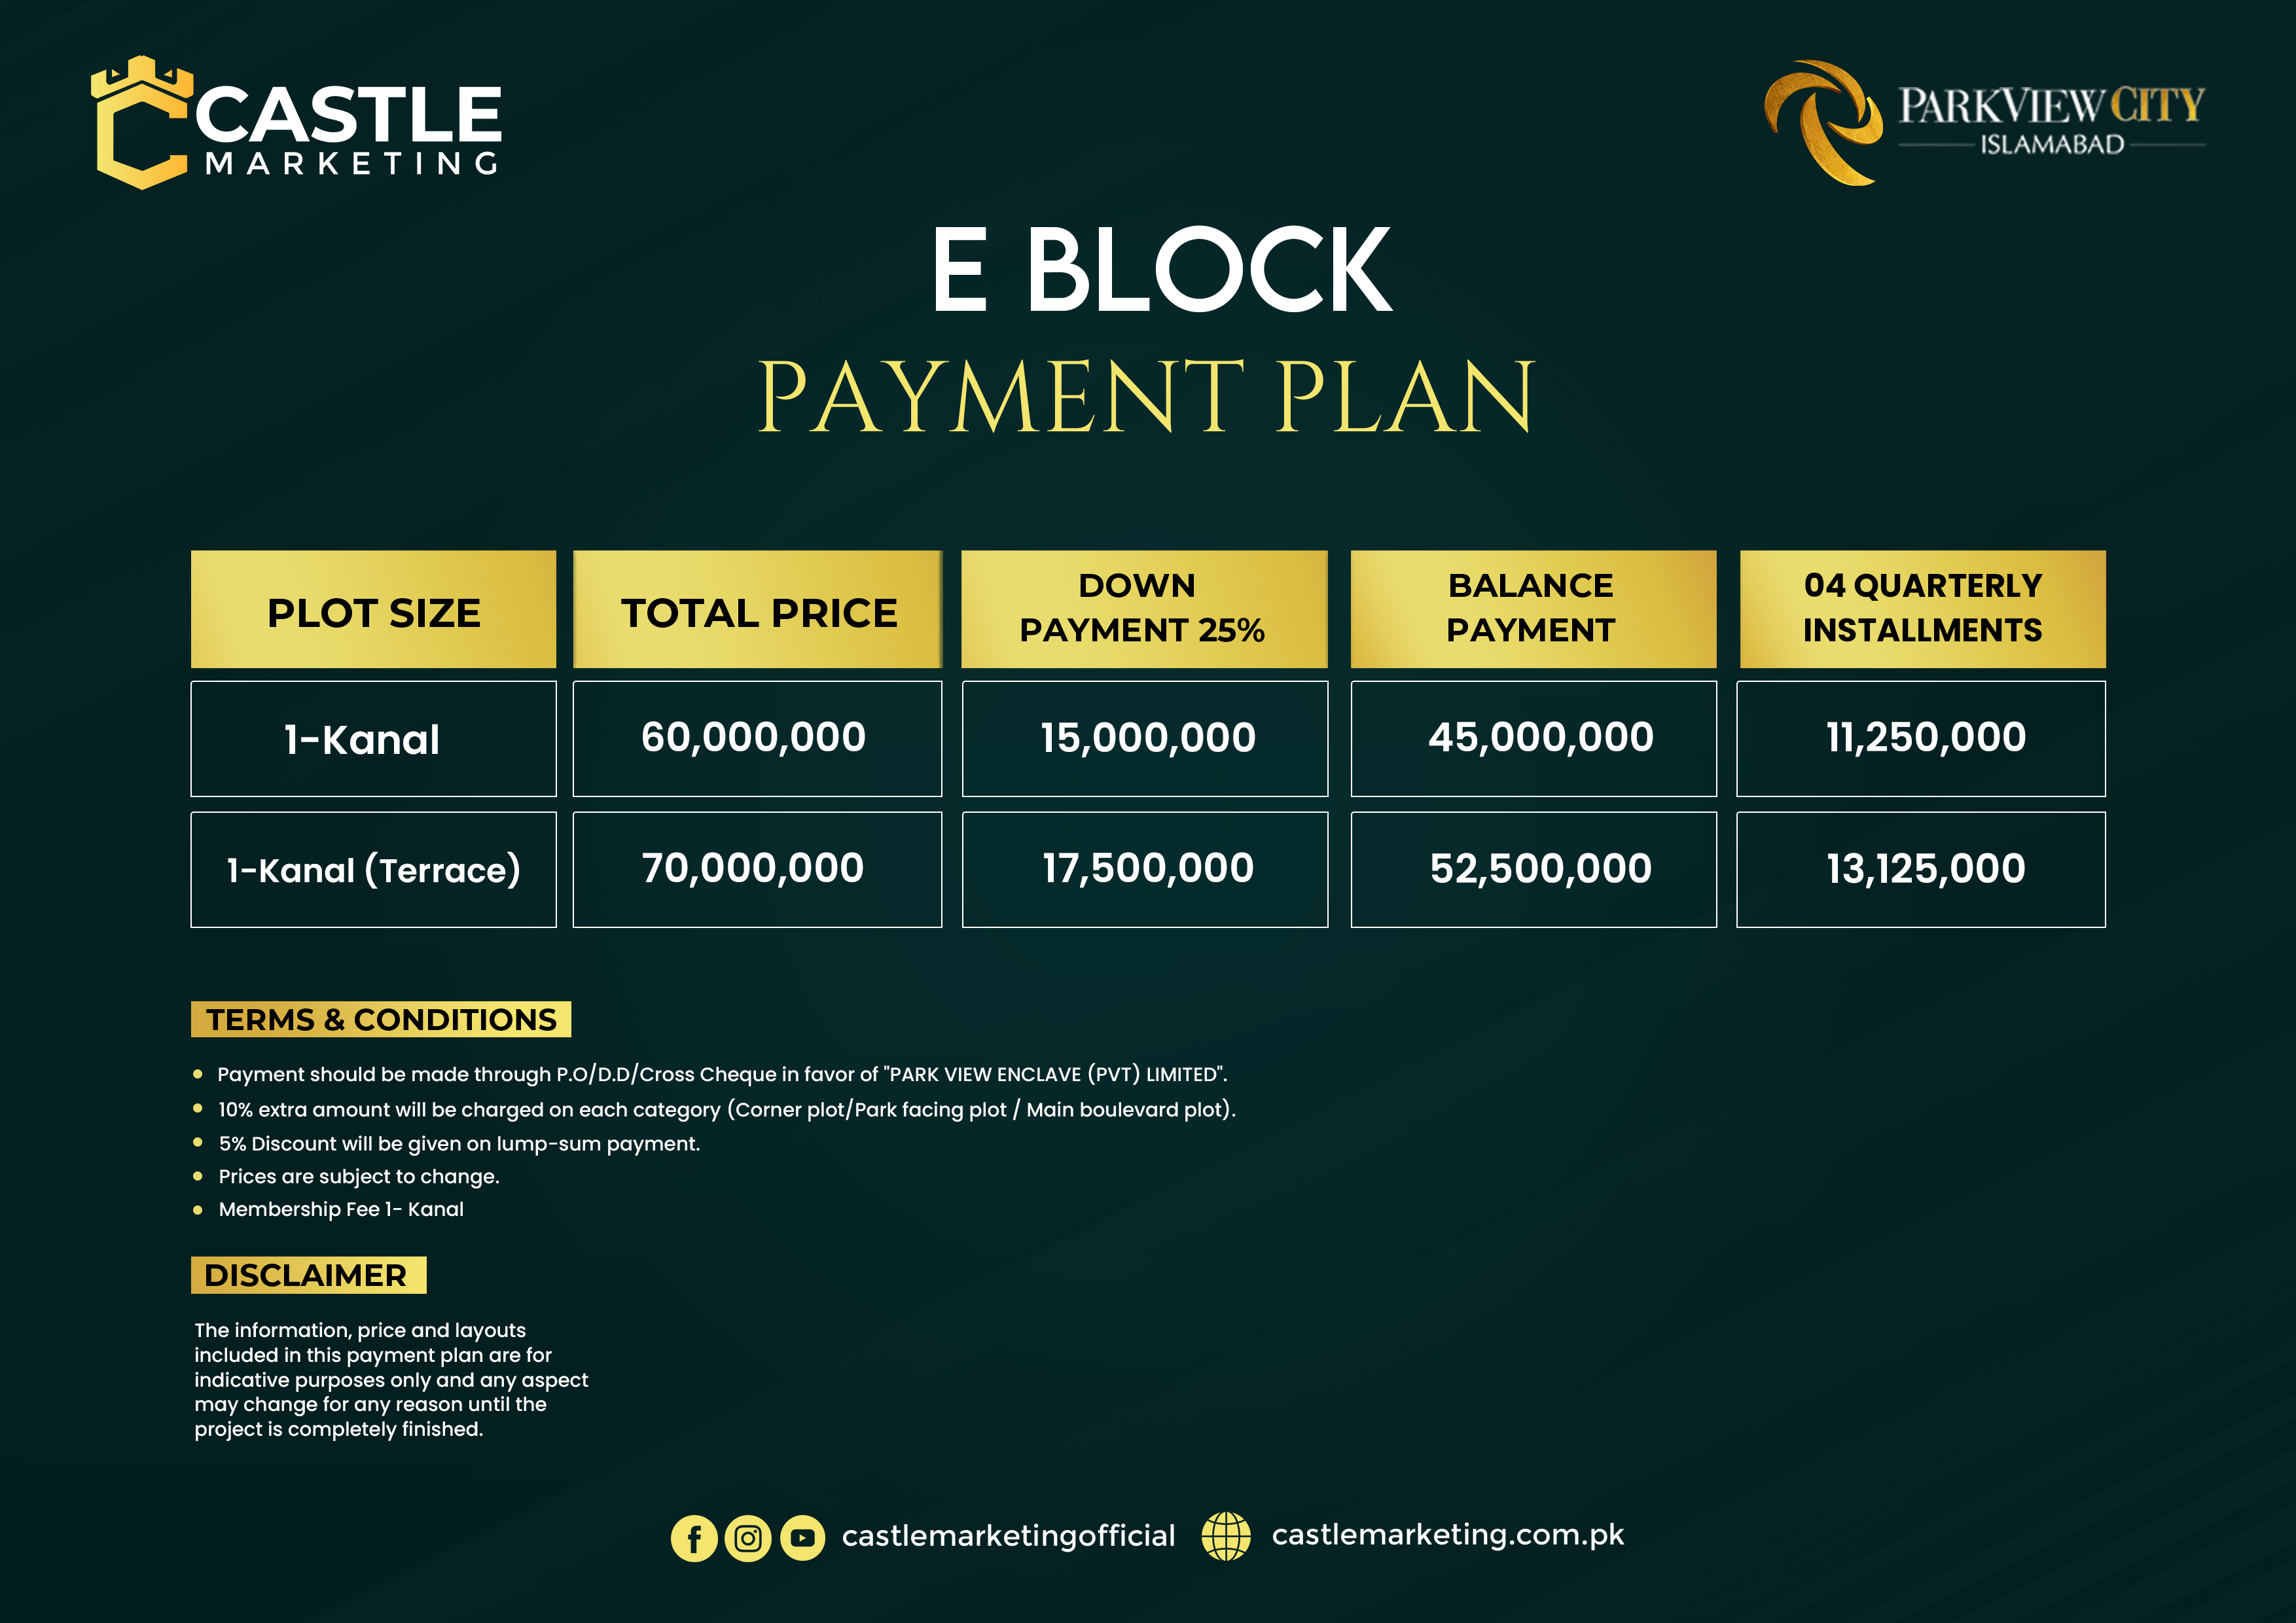 CASTLE
MARKETING
PARKVIEW CITY
ISLAMABAD
E BLOCK
PAYMENT PLAN
PLOT SIZE
TOTAL PRICE
DOWN
PAYMENT 25%
BALANCE
PAYMENT
04 QUARTERLY
INSTALLMENTS
1-Kanal
60,000,000
15,000,000
45,000,000
11,250,000
1-Kanal (Terrace)
70,000,000
17,500,000
52,500,000
13,125,000
TERMS & CONDITIONS
Payment should be made through P.O/D.D/Cross Cheque in favor of "PARK VIEW ENCLAVE (PVT) LIMITED".
10% extra amount will be charged on each category (Corner plot/Park facing plot / Main boulevard plot).
5% Discount will be given on lump-sum payment.
Prices are subject to change.
Membership Fee 1- Kanal
DISCLAIMER
The information, price and layouts
included in this payment plan are for
indicative purposes only and any aspect
may change for any reason until the
project is completely finished.
castlemarketingofficial
castlemarketing.com.pk